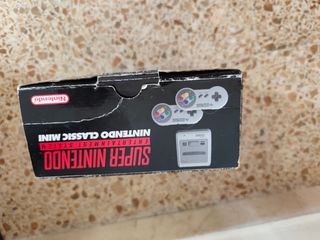 SUPER NINTENDO
ENTERTAINMENT SYSTEM
NINTENDO CLASSIC MINI
Nintendo